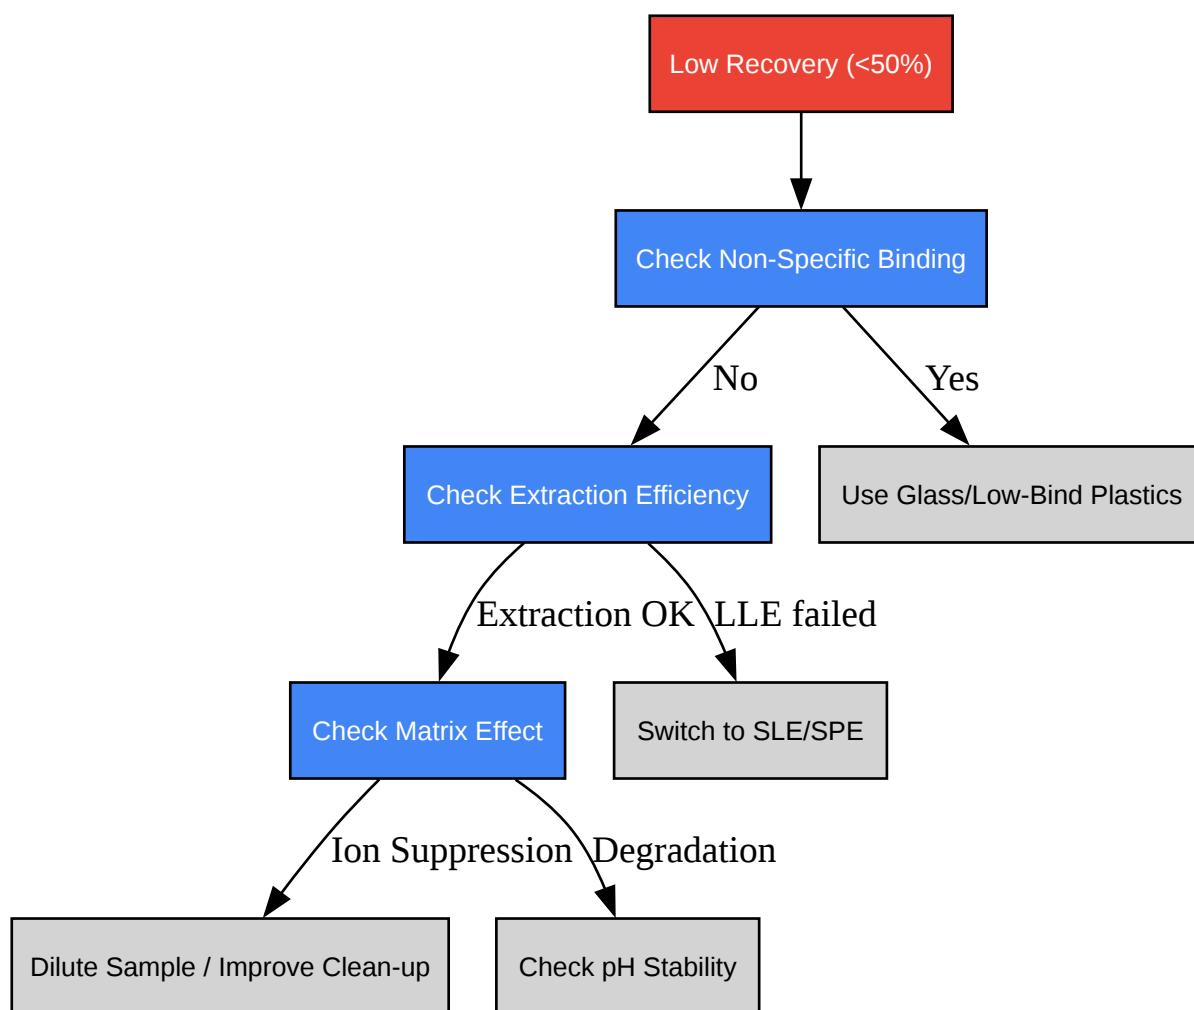 Low Recovery (<50%)
Check Non-Specific Binding
No
Yes
Check Extraction Efficiency
Use Glass/Low-Bind Plastics
Extraction OK
LLE failed
Check Matrix Effect
Switch to SLE/SPE
Ion Suppression
Degradation
Dilute Sample / Improve Clean-up
Check pH Stability